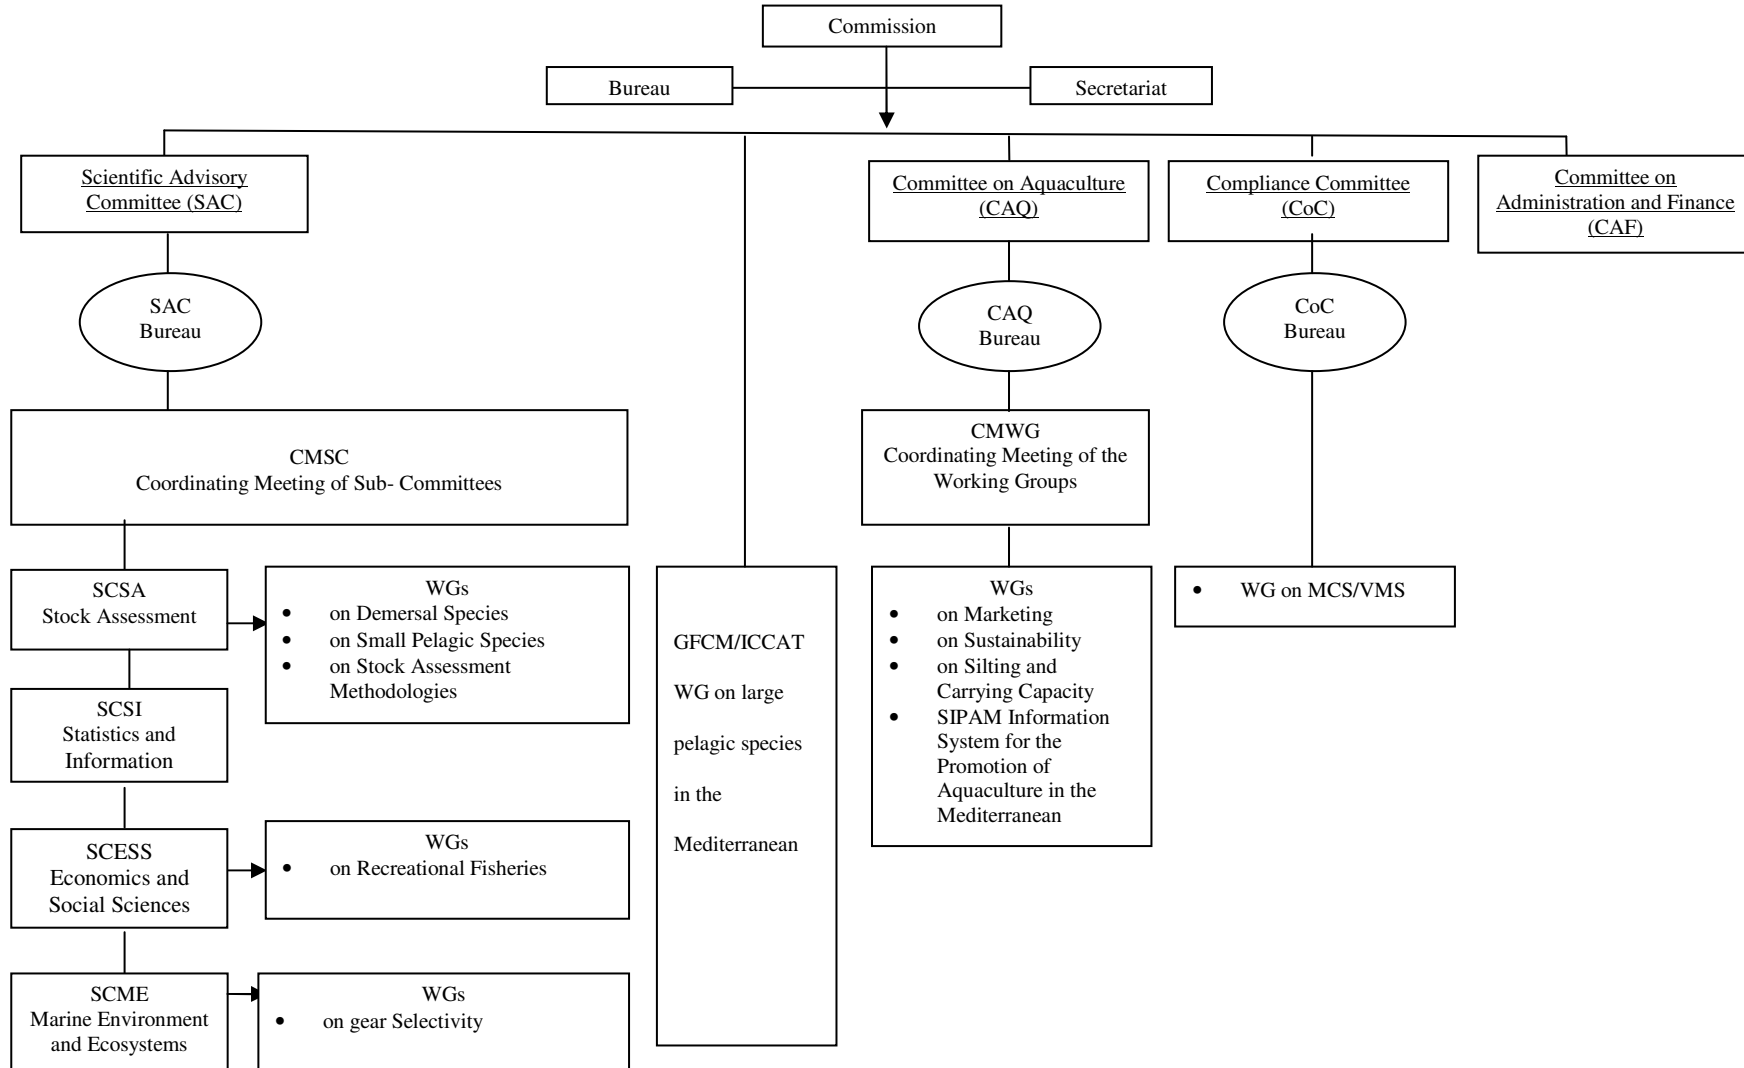 Commission
Bureau
Secretariat
Scientific Advisory
Committee (SAC)
Committee on Aquaculture
(CAQ)
Compliance Committee
(CoC)
Committee on
Administration and Finance
(CAF)
SAC
Bureau
CAQ
Bureau
CoC
Bureau
CMSC
Coordinating Meeting of Sub- Committees
CMWG
Coordinating Meeting of the
Working Groups
SCSA
Stock Assessment
WGs
• on Demersal Species
• on Small Pelagic Species
• on Stock Assessment
Methodologies
SCSI
Statistics and
Information
SCESS
Economics and
Social Sciences
WGs
• on Recreational Fisheries
SCME
Marine Environment
and Ecosystems
WGs
• on gear Selectivity
GFCM/ICCAT
WG on large
pelagic species
in the
Mediterranean
WGs
• on Marketing
• on Sustainability
• on Silting and
Carrying Capacity
• SIPAM Information
System for the
Promotion of
Aquaculture in the
Mediterranean
• WG on MCS/VMS